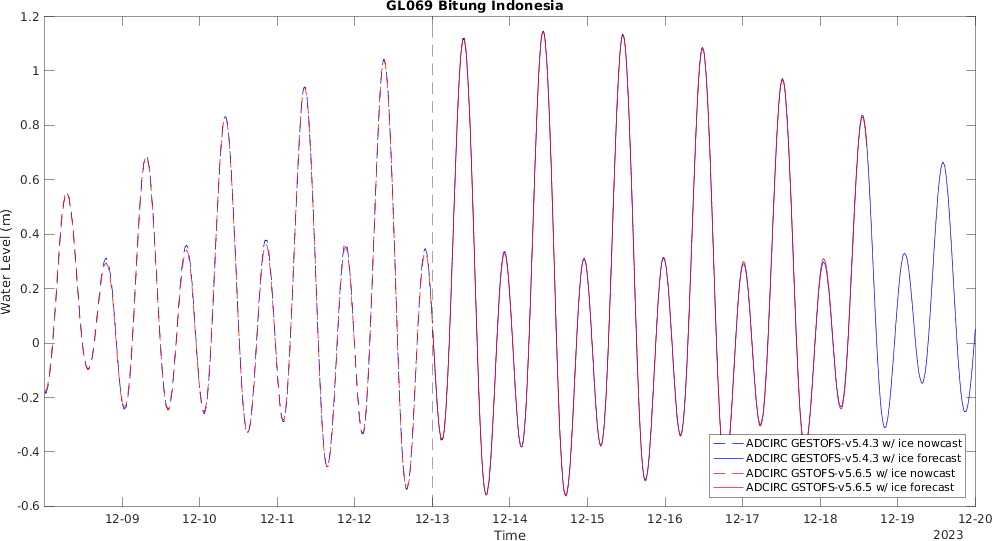 GL069 Bitung Indonesia
1.2
1
0.8
0.6
0.4
0.2
0
-0.2
-0.4
-0.6
Water Level (m)
ADCIRC GESTOFS-v5.4.3 w/ ice nowcast
ADCIRC GESTOFS-v5.4.3 w/ ice forecast
ADCIRC GSTOFS-v5.6.5 w/ ice nowcast
ADCIRC GSTOFS-v5.6.5 w/ ice forecast
12-09 12-10 12-11 12-12 12-13 12-14 12-15 12-16 12-17 12-18 12-19 12-20
Time
2023